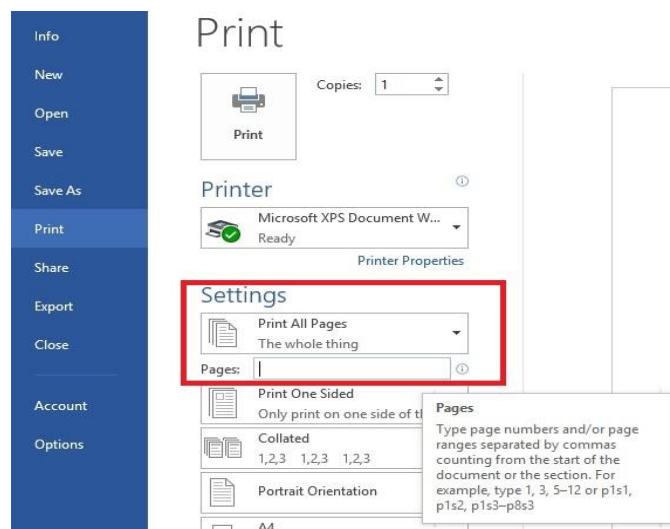 Info
New
Open
Save
Save As
Print
Share
Export
Close
Account
Options
Print
Print
Copies: 1
Printer
Microsoft XPS Document W...
Ready
Printer Properties
Settings
Print All Pages
The whole thing
Pages:
Print One Sided
Only print on one side of t
Collated
1,2,3 1,2,3 1,2,3
Portrait Orientation
A4
Pages
Type page numbers and/or page
ranges separated by commas
counting from the start of the
document or the section. For
example, type 1, 3, 5–12 or p1s1,
p1s2, p1s3–p8s3